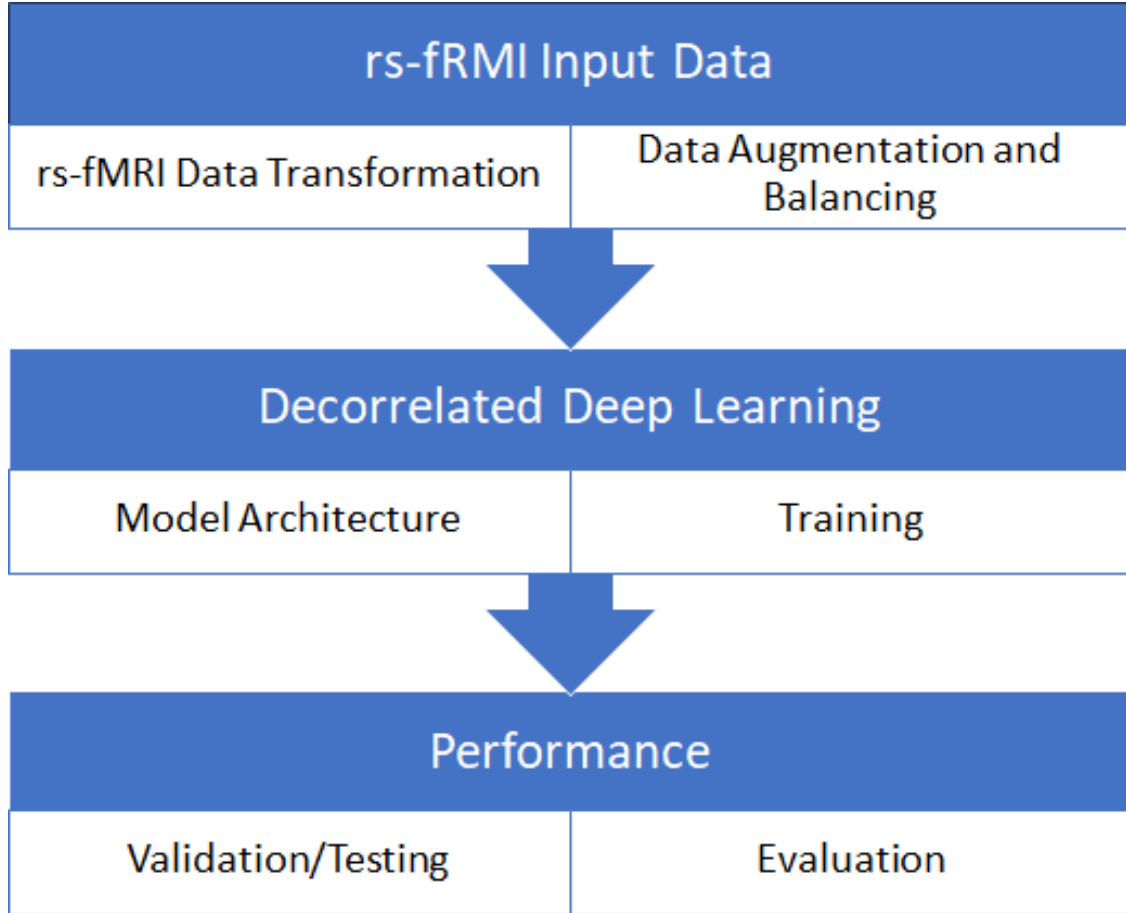 rs-fRMI Input Data
rs-fMRI Data Transformation
Data Augmentation and
Balancing
Decorrelated Deep Learning
Model Architecture
Training
Performance
Validation/Testing
Evaluation